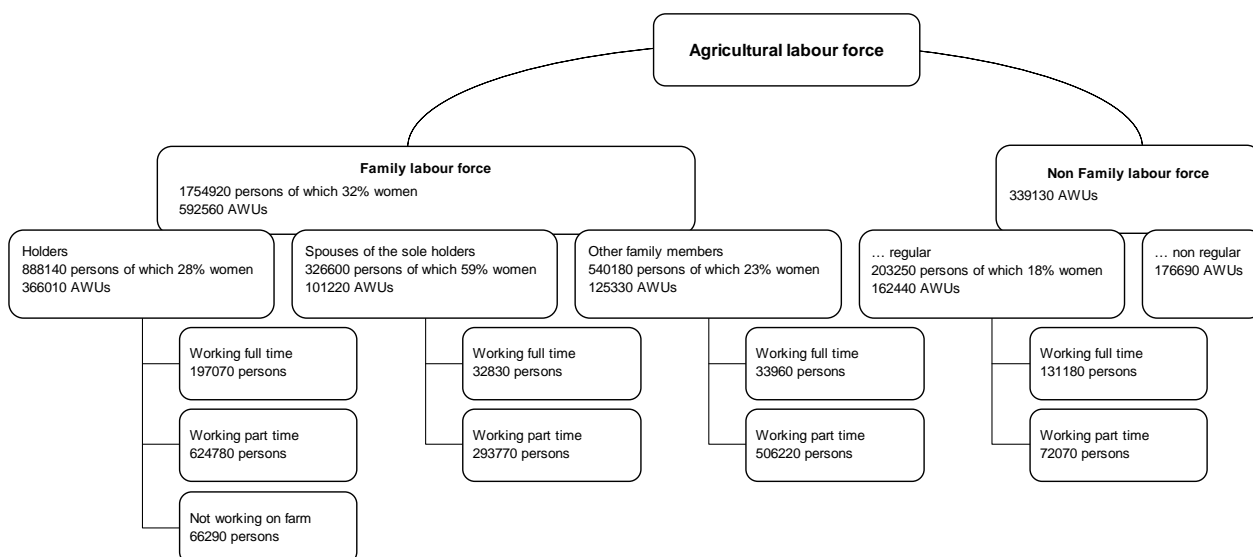 Agricultural labour force
Family labour force
1754920 persons of which 32% women
592560 AWUs
Non Family labour force
339130 AWUs
Holders
888140 persons of which 28% women
366010 AWUs
Spouses of the sole holders
326600 persons of which 59% women
101220 AWUs
Other family members
540180 persons of which 23% women
125330 AWUs
... regular
203250 persons of which 18% women
162440 AWUs
... non regular
176690 AWUs
Working full time
197070 persons
Working full time
32830 persons
Working full time
33960 persons
Working full time
131180 persons
Working part time
624780 persons
Working part time
293770 persons
Working part time
506220 persons
Working part time
72070 persons
Not working on farm
66290 persons